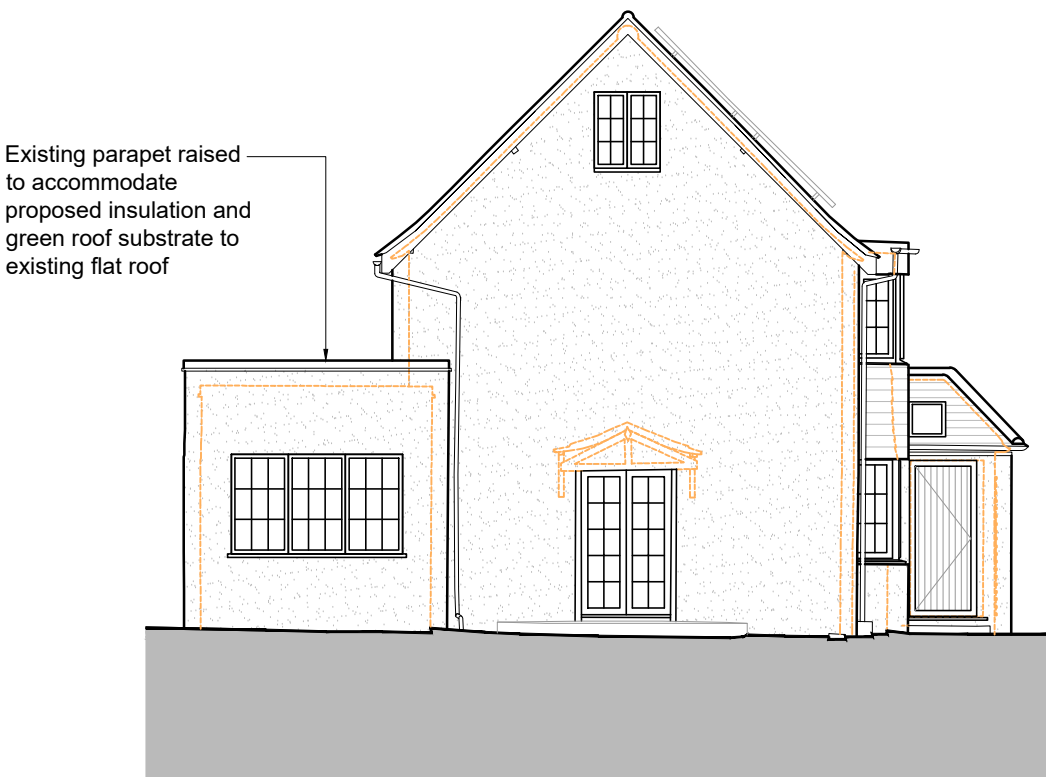 Existing parapet raised
to accommodate
proposed insulation and
green roof substrate to
existing flat roof